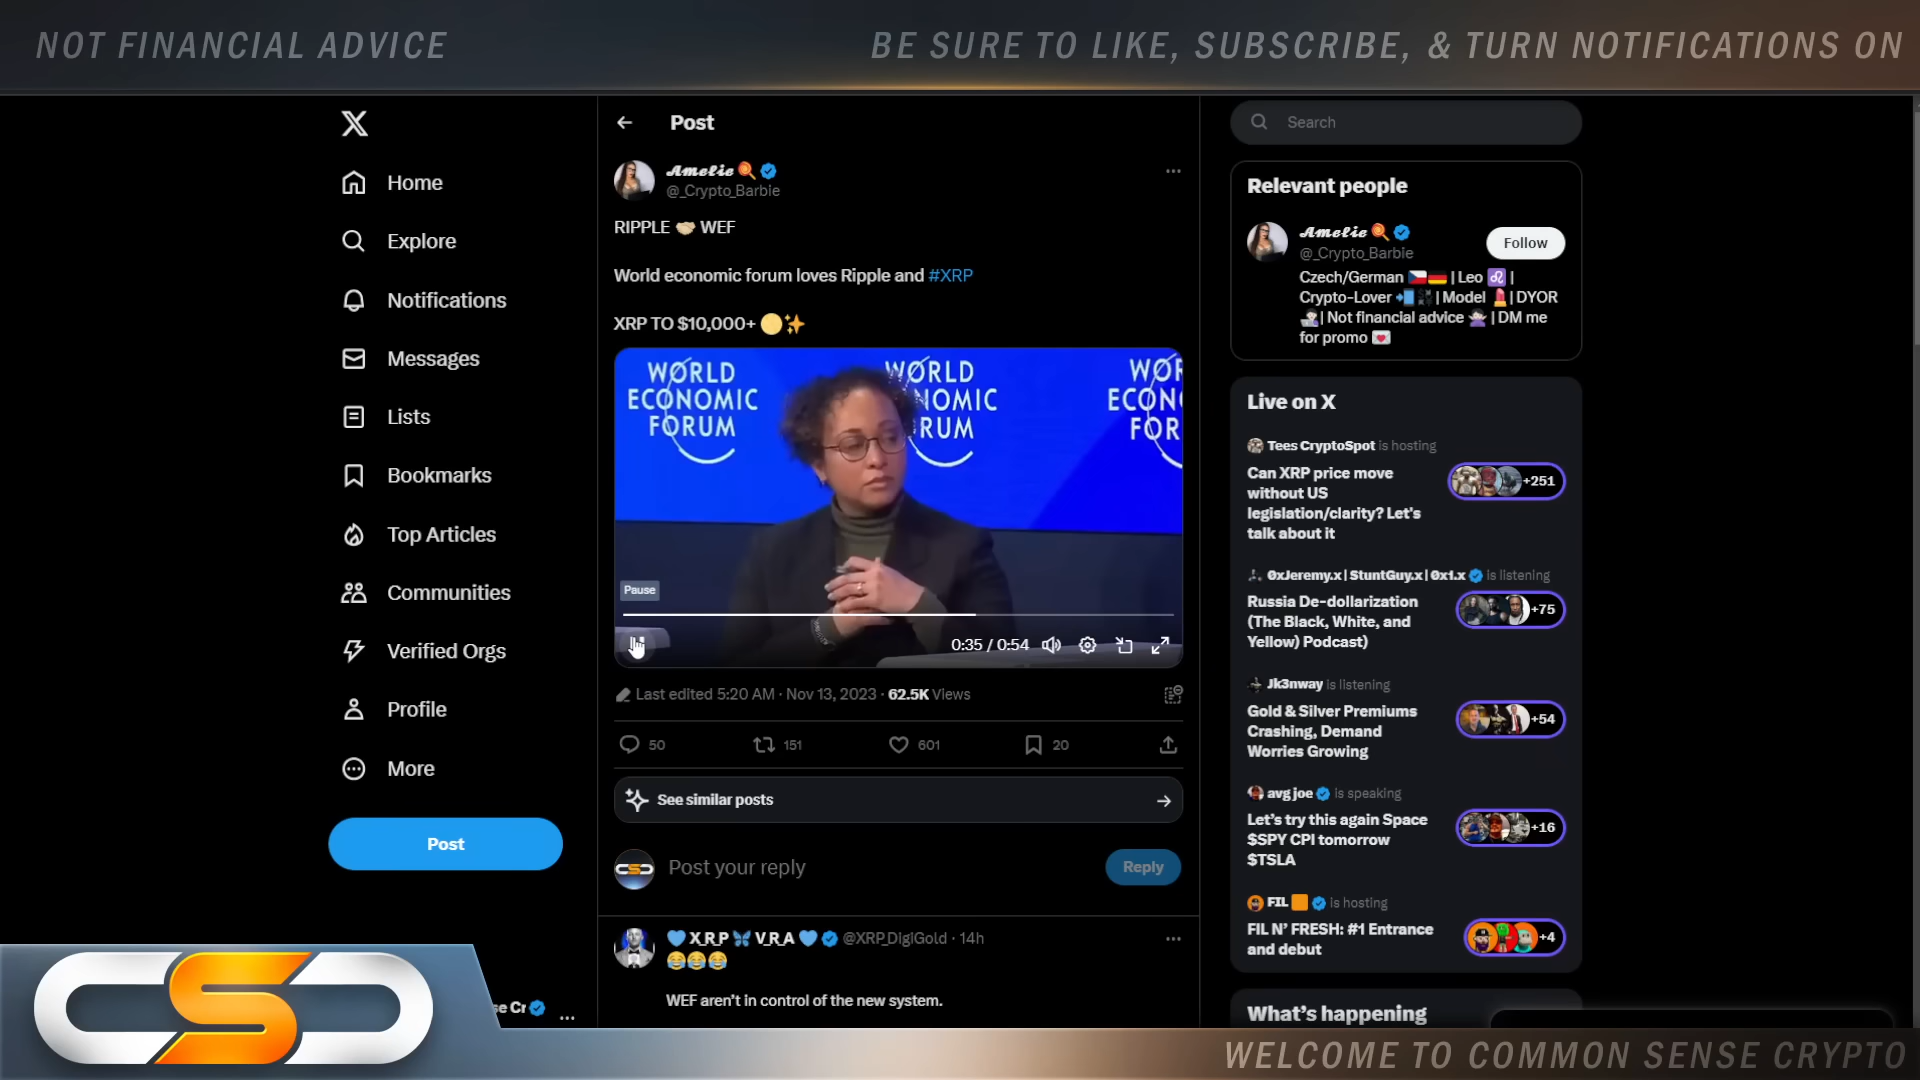 NOT FINANCIAL ADVICE
BE SURE TO LIKE, SUBSCRIBE, & TURN NOTIFICATIONS ON
X
Home
Explore
Notifications
Messages
Lists
Bookmarks
Top Articles
Communities
Verified Orgs
Profile
More
Post
se Cr
Post
Amelie
@_Crypto_Barbie
RIPPLE 🤝 WEF
World economic forum loves Ripple and #XRP
XRP TO $10,000+ 🌕✨
WORLD ECONOMIC FORUM
WORLD NOMIC RUM
WOR ECON FOR
Pause
0:35 / 0:54
Last edited 5:20 AM · Nov 13, 2023 · 62.5K Views
50 151 601 20
See similar posts
Post your reply
Reply
X͟R͟P V͟R͟A @XRP_DigiGold · 14h
😂😂😂
WEF aren't in control of the new system.
Search
Relevant people
Amelie
@_Crypto_Barbie
Follow
Czech/German 🇨🇿🇩🇪 | Leo ♌ |
Crypto-Lover | Model 💄 | DYOR
| Not financial advice | DM me
for promo 💌
Live on X
Tees CryptoSpot is hosting
Can XRP price move
without US
legislation/clarity? Let's
talk about it
+251
0xJeremy.x | StuntGuy.x | 0x1.x is listening
Russia De-dollarization
(The Black, White, and
Yellow) Podcast)
+75
Jk3nway is listening
Gold & Silver Premiums
Crashing, Demand
Worries Growing
+54
avg joe is speaking
Let's try this again Space
$SPY CPI tomorrow
$TSLA
+16
FIL is hosting
FIL N' FRESH: #1 Entrance
and debut
+4
What's happening
CSC
WELCOME TO COMMON SENSE CRYPTO